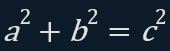 a² + b² = c²